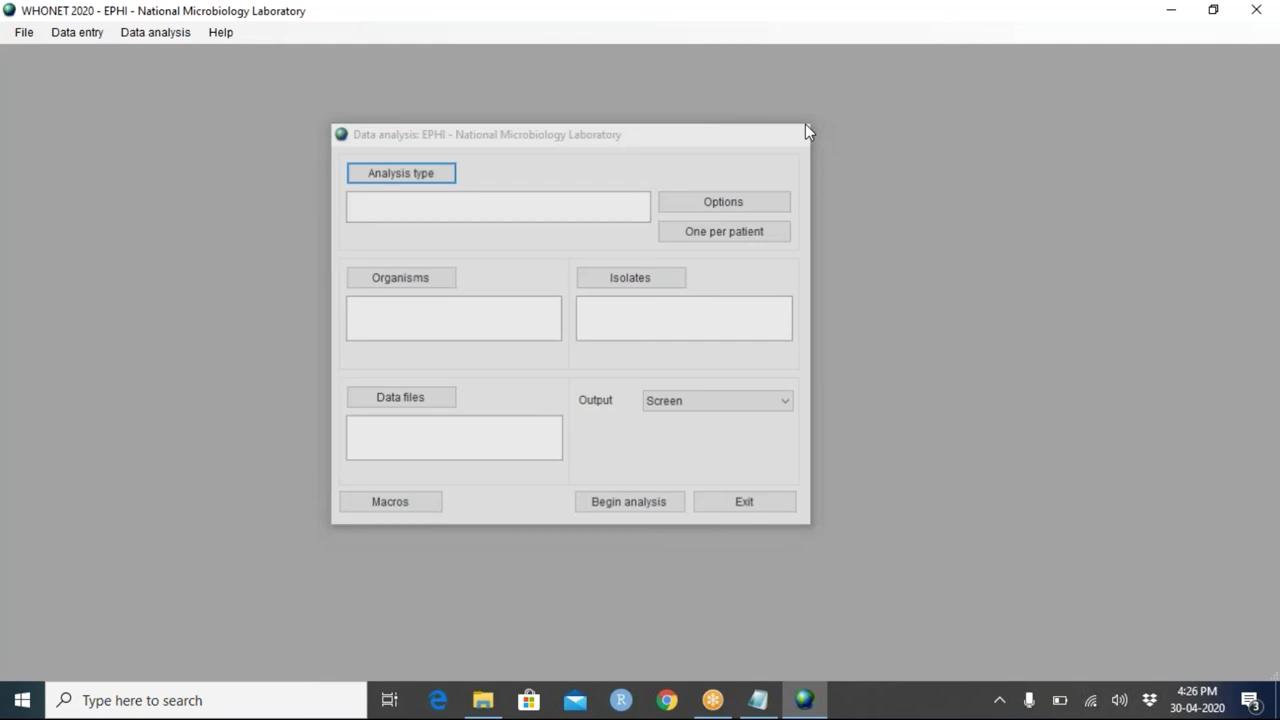 WHONET 2020 - EPHI - National Microbiology Laboratory
File Data entry Data analysis Help
Data analysis: EPHI - National Microbiology Laboratory
Analysis type
Options
One per patient
Organisms
Isolates
Data files
Output Screen
Macros
Begin analysis
Exit
Type here to search
4:26 PM
30-04-2020
3